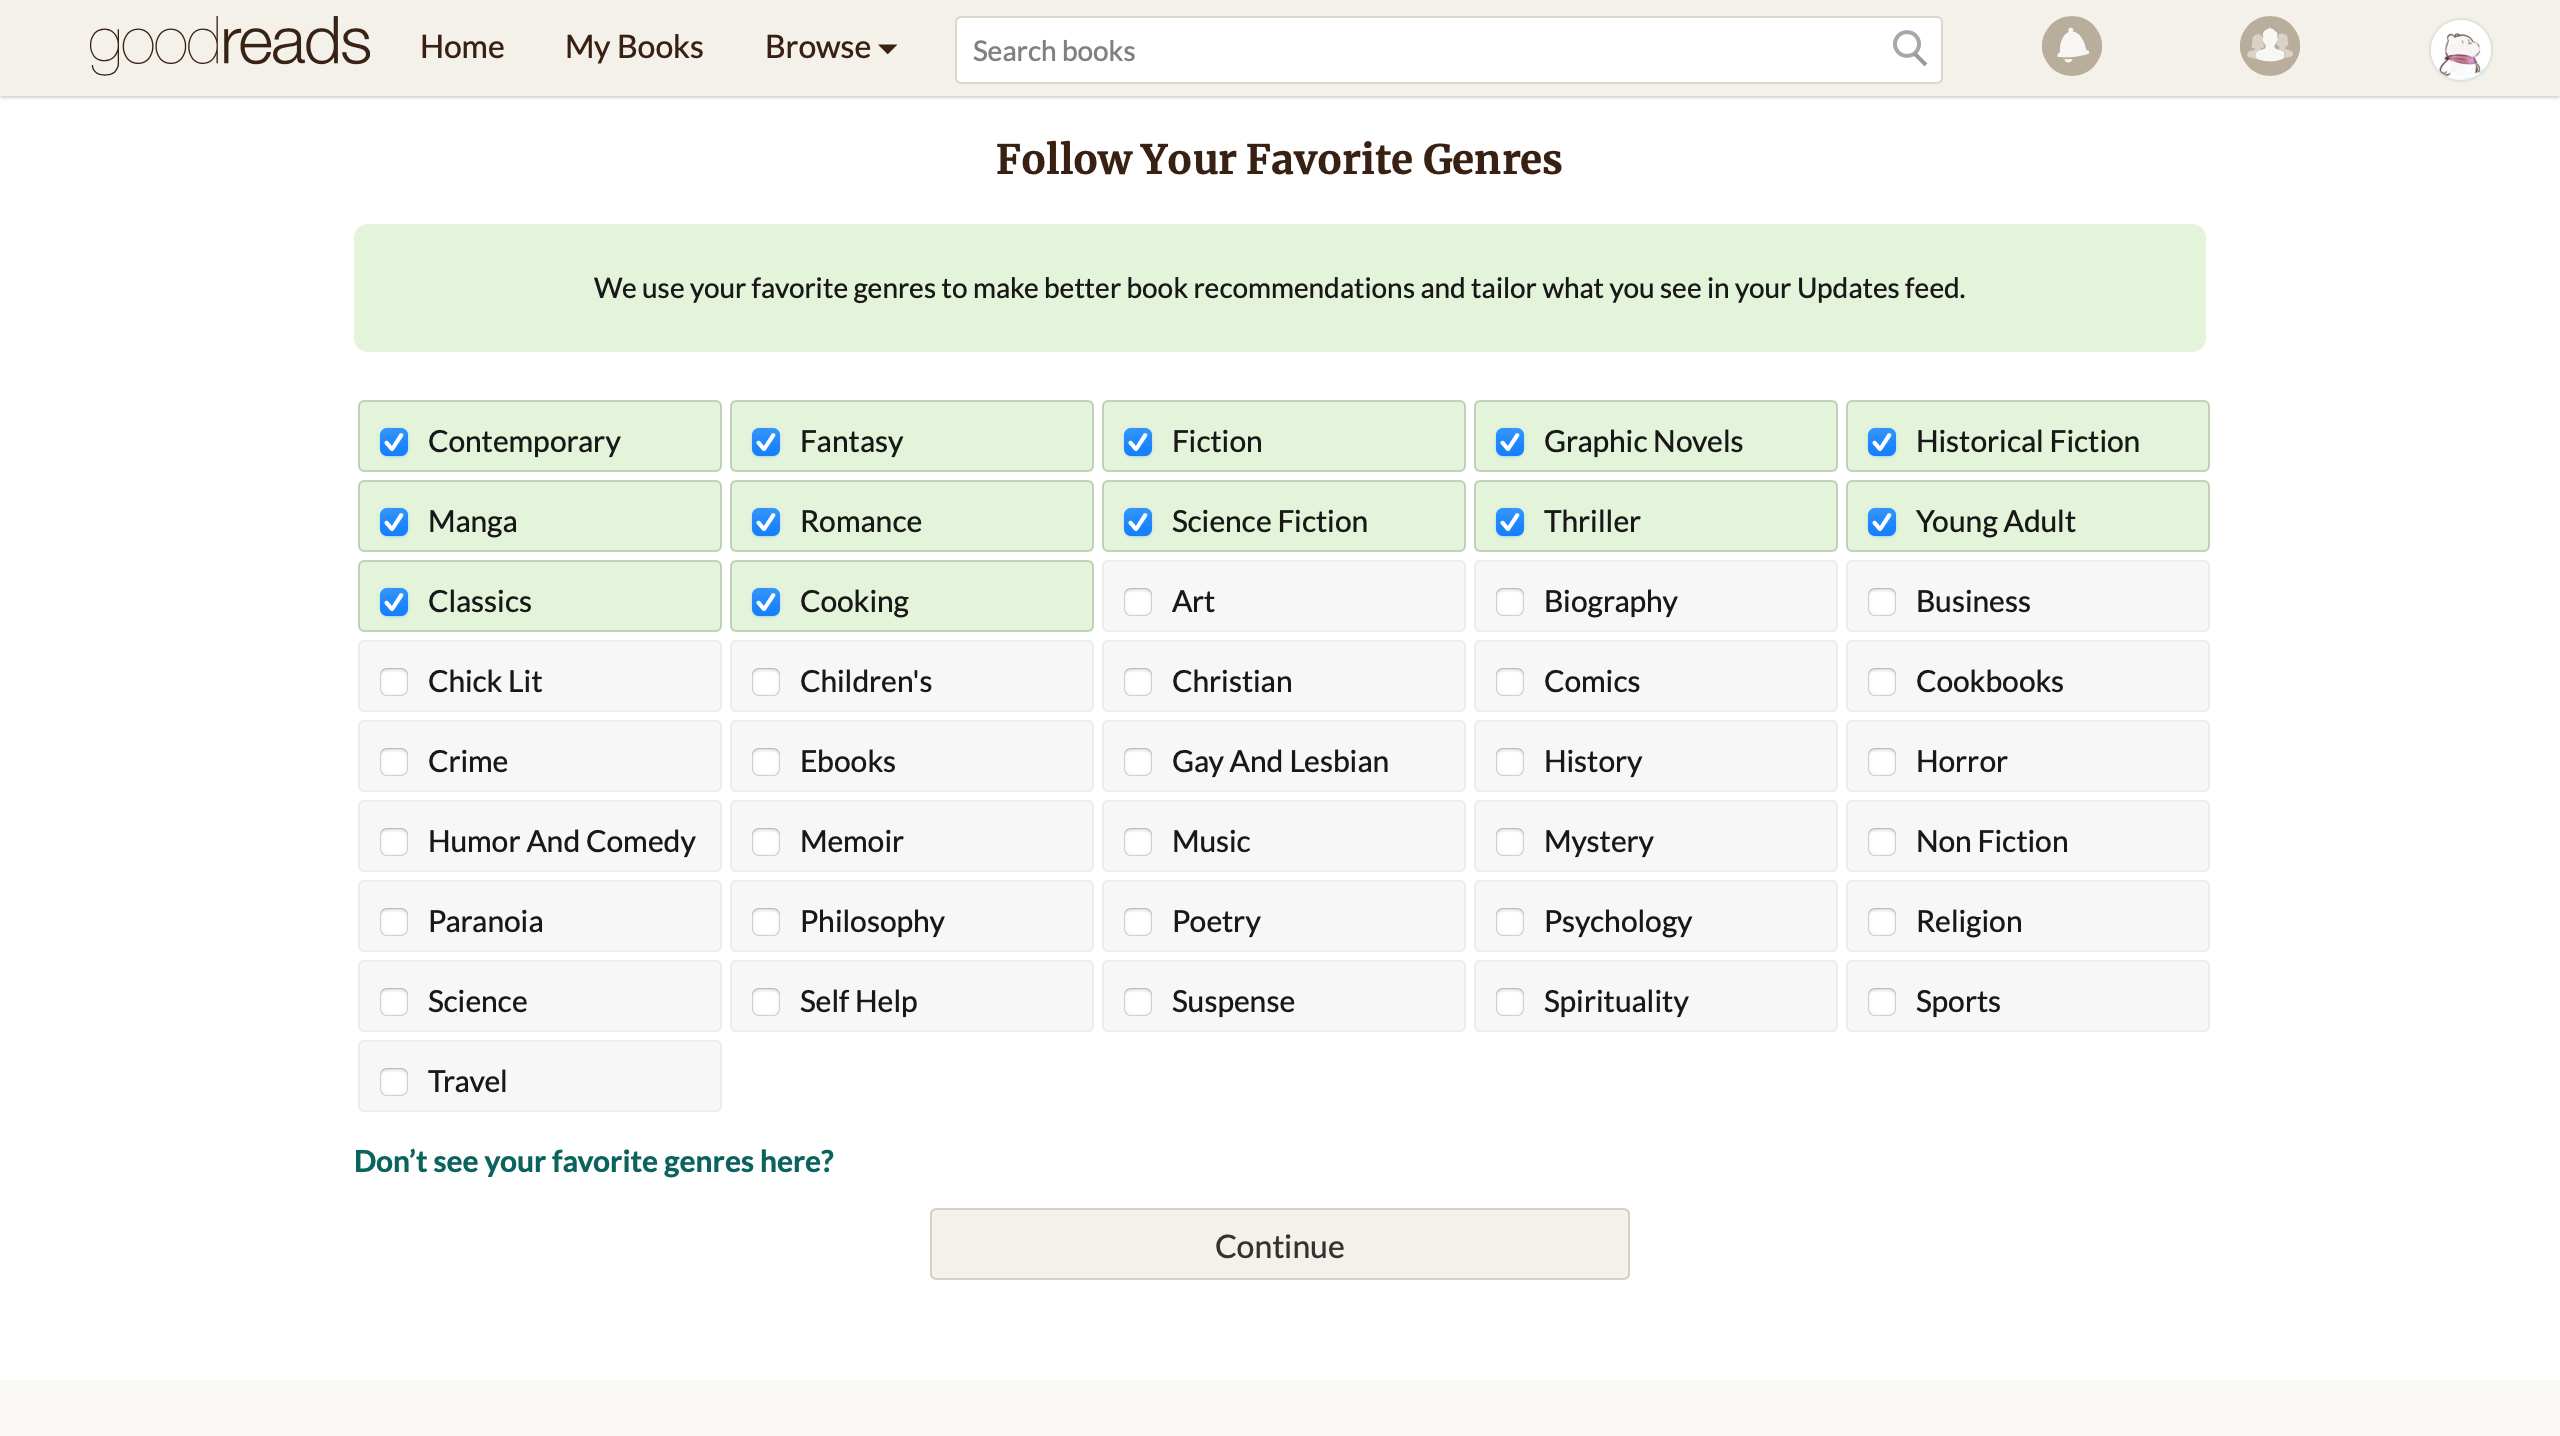 goodreads Home My Books Browse Search books
Follow Your Favorite Genres
We use your favorite genres to make better book recommendations and tailor what you see in your Updates feed.
Contemporary Fantasy Fiction Graphic Novels Historical Fiction
Manga Romance Science Fiction Thriller Young Adult
Classics Cooking Art Biography Business
Chick Lit Children's Christian Comics Cookbooks
Crime Ebooks Gay And Lesbian History Horror
Humor And Comedy Memoir Music Mystery Non Fiction
Paranoia Philosophy Poetry Psychology Religion
Science Self Help Suspense Spirituality Sports
Travel
Don’t see your favorite genres here?
Continue